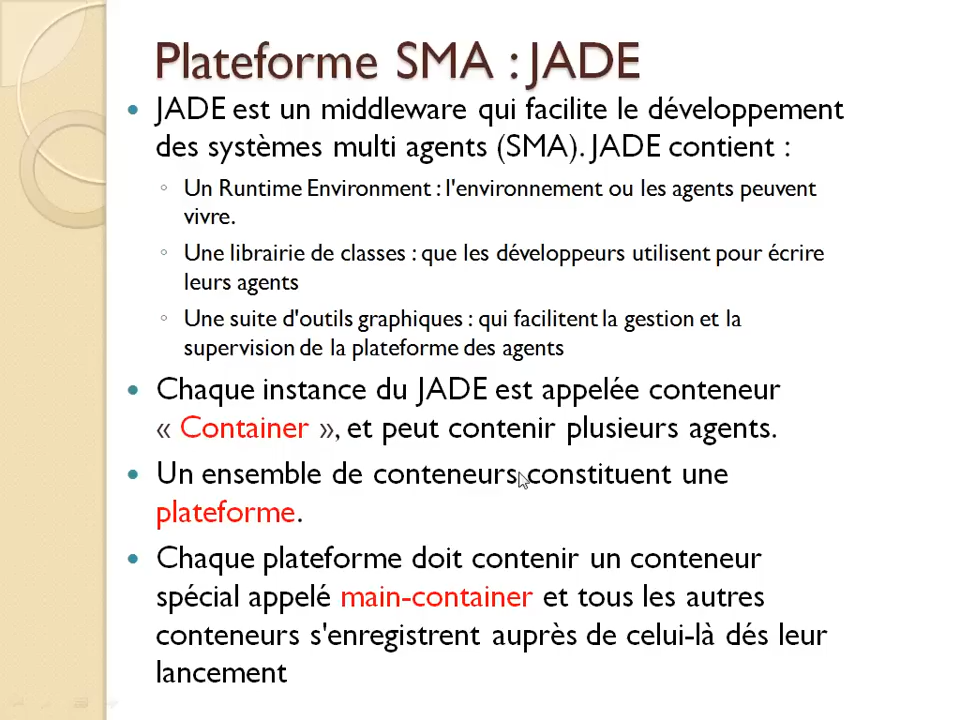 Plateforme SMA : JADE
JADE est un middleware qui facilite le développement
des systèmes multi agents (SMA). JADE contient :
Un Runtime Environment : l'environnement ou les agents peuvent
vivre.
Une librairie de classes : que les développeurs utilisent pour écrire
leurs agents
Une suite d'outils graphiques : qui facilitent la gestion et la
supervision de la plateforme des agents
Chaque instance du JADE est appelée conteneur
« Container », et peut contenir plusieurs agents.
Un ensemble de conteneurs constituent une
plateforme.
Chaque plateforme doit contenir un conteneur
spécial appelé main-container et tous les autres
conteneurs s'enregistrent auprès de celui-là dés leur
lancement